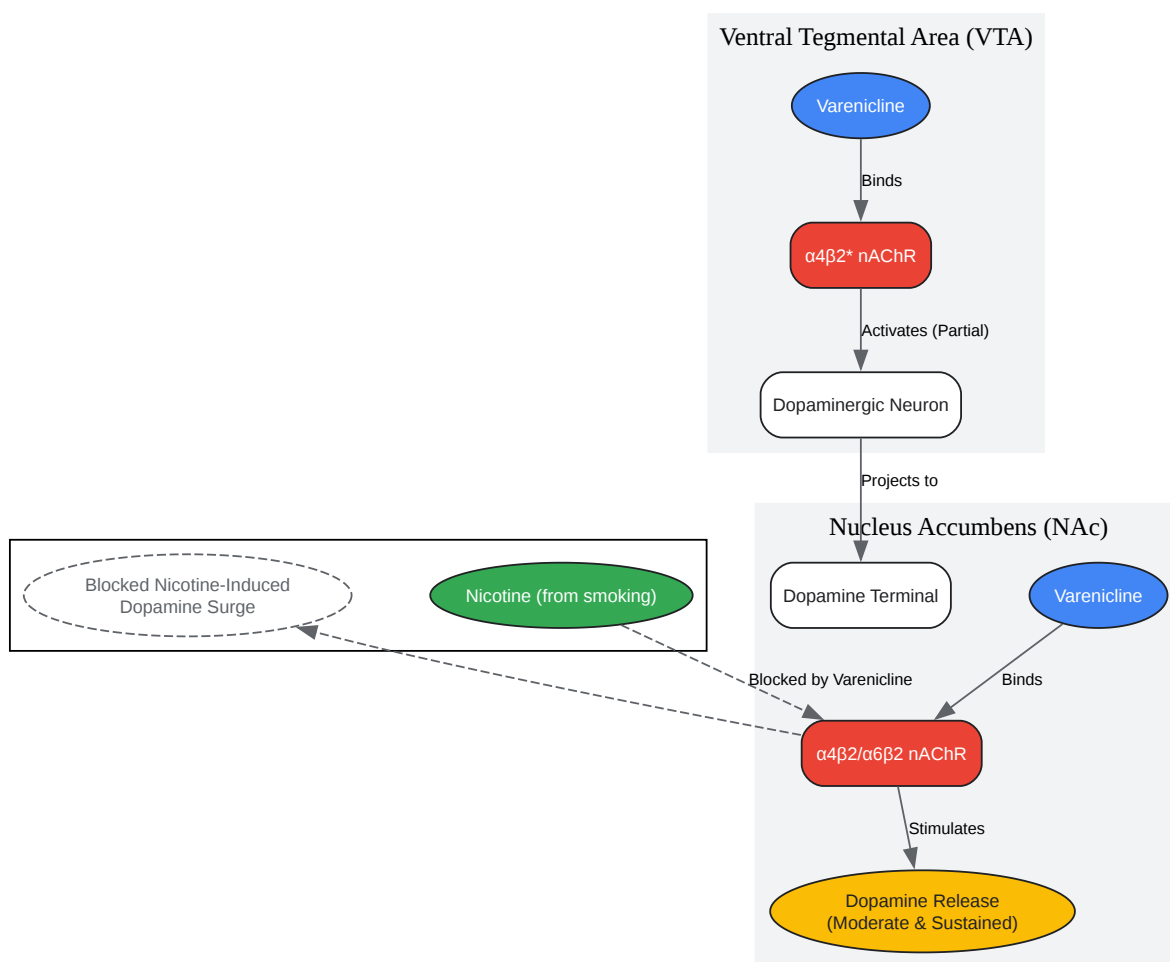 Ventral Tegmental Area (VTA)
Varenicline
Binds
α4β2* nAChR
Activates (Partial)
Dopaminergic Neuron
Projects to
Nucleus Accumbens (NAc)
Blocked Nicotine-Induced
Dopamine Surge
Nicotine (from smoking)
Dopamine Terminal
Varenicline
Blocked by Varenicline
Binds
α4β2/α6β2 nAChR
Stimulates
Dopamine Release
(Moderate & Sustained)